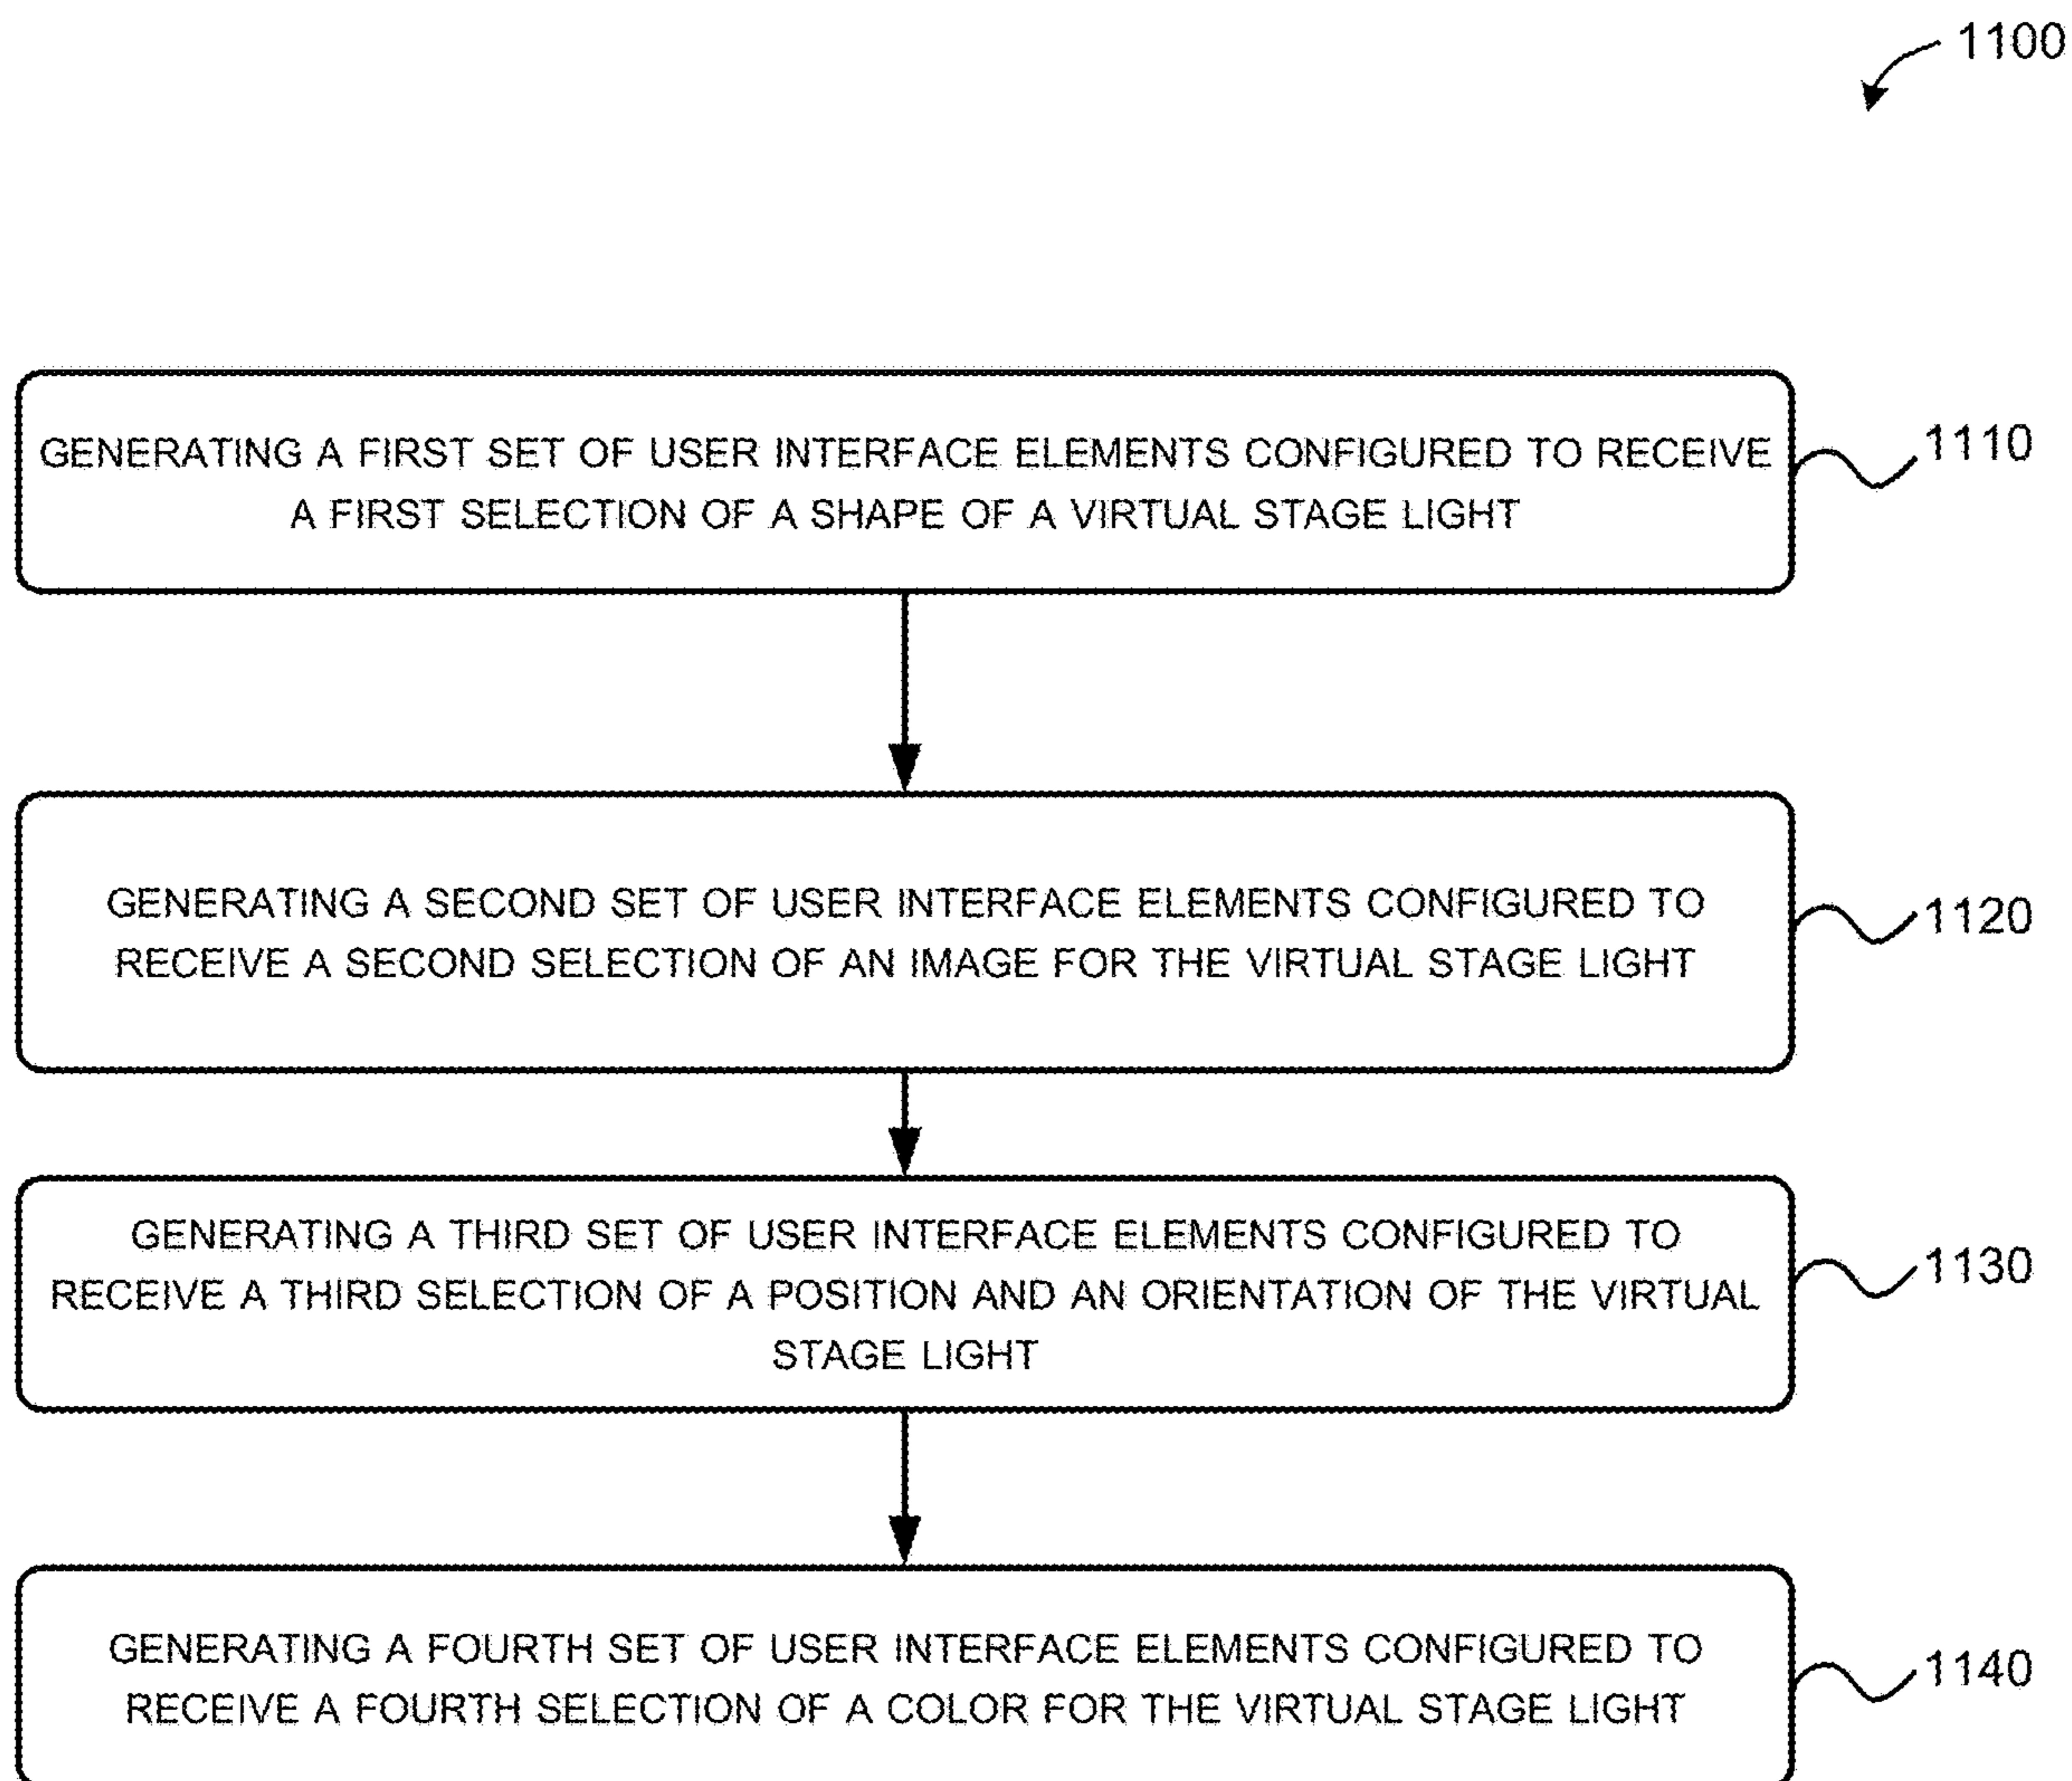 1100
GENERATING A FIRST SET OF USER INTERFACE ELEMENTS CONFIGURED TO RECEIVE
A FIRST SELECTION OF A SHAPE OF A VIRTUAL STAGE LIGHT
1110
GENERATING A SECOND SET OF USER INTERFACE ELEMENTS CONFIGURED TO
RECEIVE A SECOND SELECTION OF AN IMAGE FOR THE VIRTUAL STAGE LIGHT
1120
GENERATING A THIRD SET OF USER INTERFACE ELEMENTS CONFIGURED TO
RECEIVE A THIRD SELECTION OF A POSITION AND AN ORIENTATION OF THE VIRTUAL
STAGE LIGHT
1130
GENERATING A FOURTH SET OF USER INTERFACE ELEMENTS CONFIGURED TO
RECEIVE A FOURTH SELECTION OF A COLOR FOR THE VIRTUAL STAGE LIGHT
1140